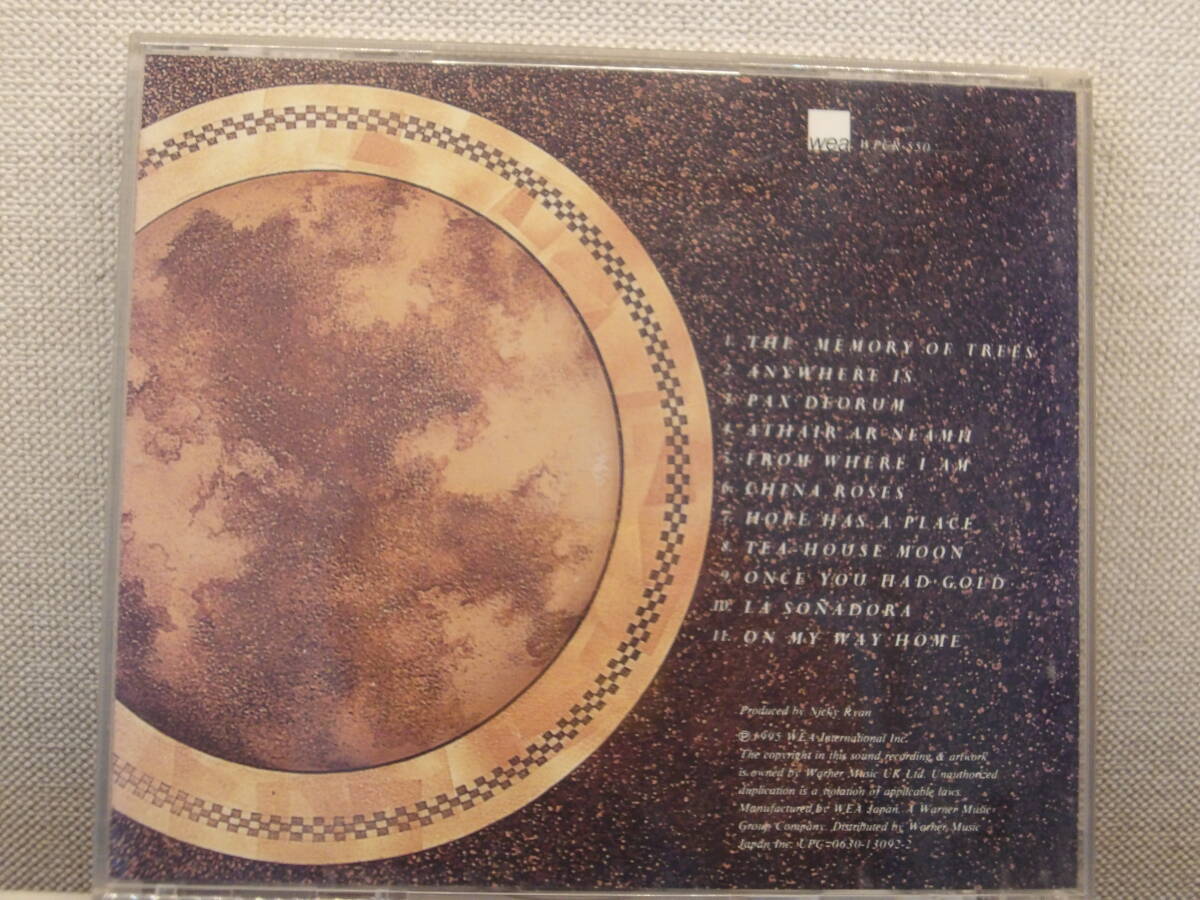 wea WPCR-550
1. THE MEMORY OF TREES
2. ANYWHERE IS
3. PAX DEORUM
4. ATHAIR AR NEAMH
5. FROM WHERE I AM
6. CHINA ROSES
7. HOPE HAS A PLACE
8. TEA-HOUSE MOON
9. ONCE YOU HAD GOLD
10. LA SOÑADORA
11. ON MY WAY HOME
Produced by Nicky Ryan
℗ 1995 WEA International Inc.
The copyright in this sound recording & artwork
is owned by Warner Music UK Ltd. Unauthorized
duplication is a violation of applicable laws.
Manufactured by WEA Japan. A Warner Music
Group Company. Distributed by Warner Music
Japan Inc. UPC=0630-13092-2